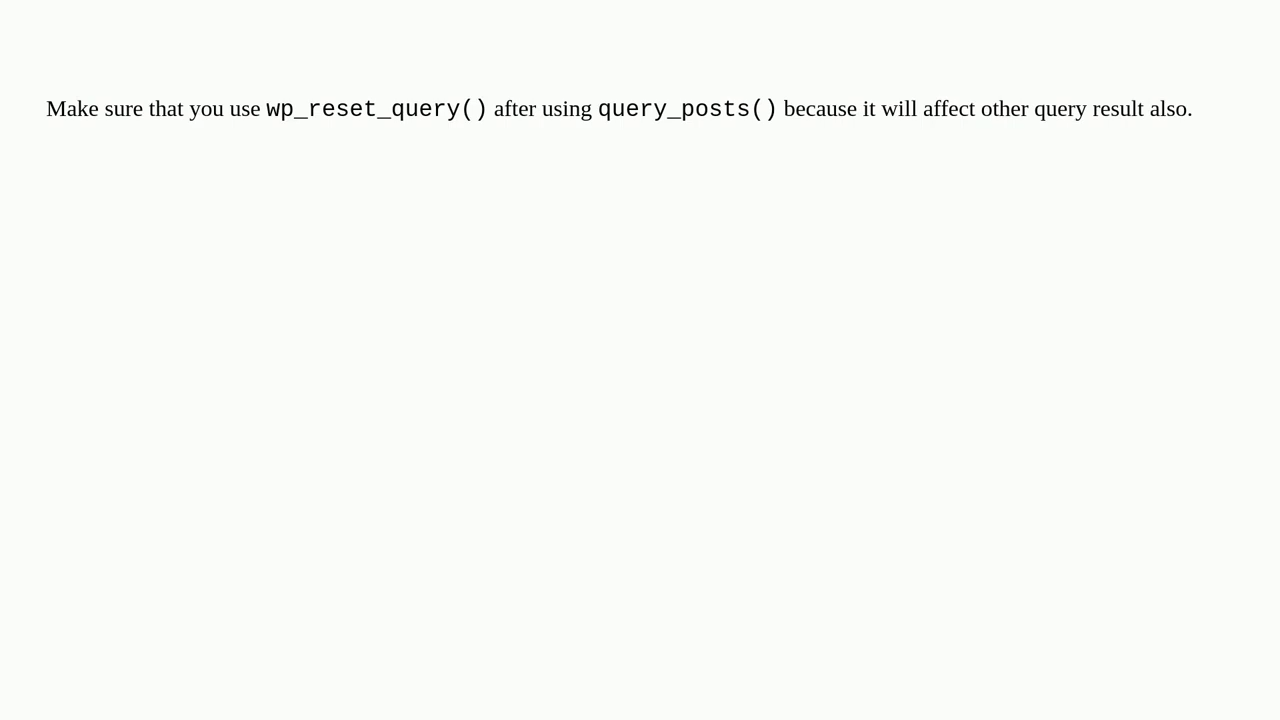 Make sure that you use wp_reset_query() after using query_posts() because it will affect other query result also.